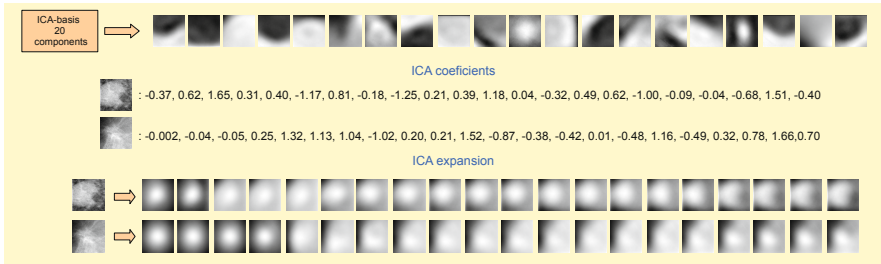 ICA-basis
20
components
ICA coeficients
: -0.37, 0.62, 1.65, 0.31, 0.40, -1.17, 0.81, -0.18, -1.25, 0.21, 0.39, 1.18, 0.04, -0.32, 0.49, 0.62, -1.00, -0.09, -0.04, -0.68, 1.51, -0.40
: -0.002, -0.04, -0.05, 0.25, 1.32, 1.13, 1.04, -1.02, 0.20, 0.21, 1.52, -0.87, -0.38, -0.42, 0.01, -0.48, 1.16, -0.49, 0.32, 0.78, 1.66,0.70
ICA expansion